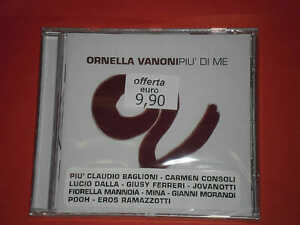 ORNELLA VANONI PIU' DI ME
offerta
euro
9,90
PIU' CLAUDIO BAGLIONI - CARMEN CONSOLI
LUCIO DALLA - GIUSY FERRERI - JOVANOTTI
FIORELLA MANNOIA - MINA - GIANNI MORANDI
POOH - EROS RAMAZZOTTI